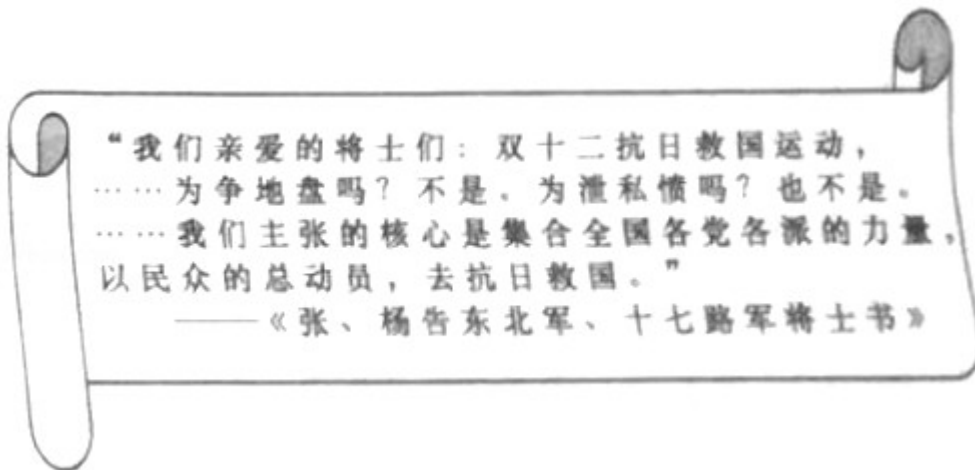 “我们亲爱的将士们：双十二抗日救国运动，
……为争地盘吗？不是。为泄私愤吗？也不是。
……我们主张的核心是集合全国各党各派的力量，
以民众的总动员，去抗日救国。”
——《张、杨告东北军、十七路军将士书》